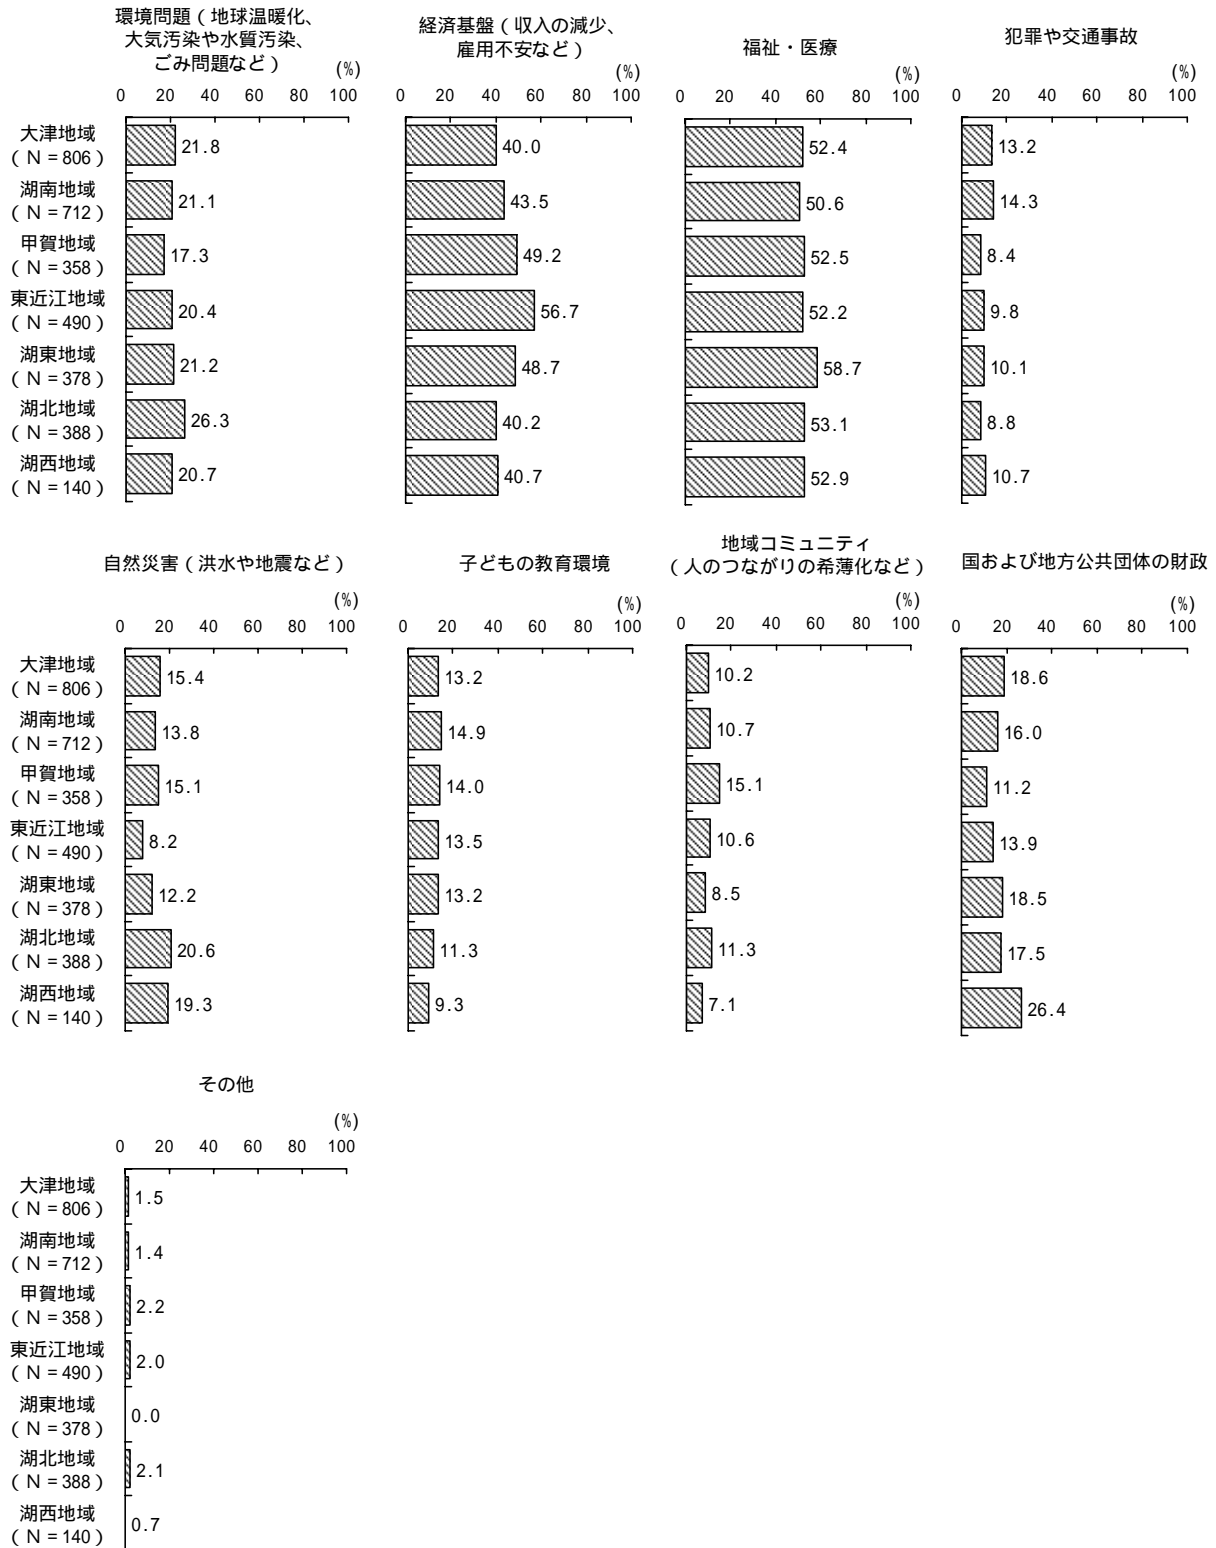 環境問題（地球温暖化、
大気汚染や水質汚染、
ごみ問題など）
(%)
0 20 40 60 80 100
大津地域
（N=806） 21.8
湖南地域
（N=712） 21.1
甲賀地域
（N=358） 17.3
東近江地域
（N=490） 20.4
湖東地域
（N=378） 21.2
湖北地域
（N=388） 26.3
湖西地域
（N=140） 20.7
経済基盤（収入の減少、
雇用不安など）
(%)
0 20 40 60 80 100
40.0
43.5
49.2
56.7
48.7
40.2
40.7
福祉・医療
(%)
0 20 40 60 80 100
52.4
50.6
52.5
52.2
58.7
53.1
52.9
犯罪や交通事故
(%)
0 20 40 60 80 100
13.2
14.3
8.4
9.8
10.1
8.8
10.7
自然災害（洪水や地震など）
(%)
0 20 40 60 80 100
大津地域
（N=806） 15.4
湖南地域
（N=712） 13.8
甲賀地域
（N=358） 15.1
東近江地域
（N=490） 8.2
湖東地域
（N=378） 12.2
湖北地域
（N=388） 20.6
湖西地域
（N=140） 19.3
子どもの教育環境
(%)
0 20 40 60 80 100
13.2
14.9
14.0
13.5
13.2
11.3
9.3
地域コミュニティ
（人のつながりの希薄化など）
(%)
0 20 40 60 80 100
10.2
10.7
15.1
10.6
8.5
11.3
7.1
国および地方公共団体の財政
(%)
0 20 40 60 80 100
18.6
16.0
11.2
13.9
18.5
17.5
26.4
その他
(%)
0 20 40 60 80 100
大津地域
（N=806） 1.5
湖南地域
（N=712） 1.4
甲賀地域
（N=358） 2.2
東近江地域
（N=490） 2.0
湖東地域
（N=378） 0.0
湖北地域
（N=388） 2.1
湖西地域
（N=140） 0.7